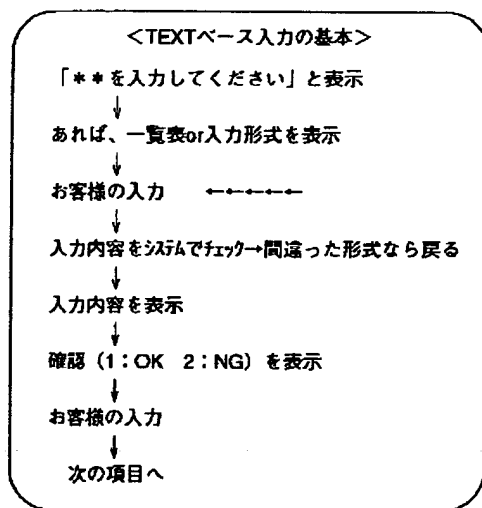 ＜TEXTベース入力の基本＞
「＊＊を入力してください」と表示
↓
あれば、一覧表or入力形式を表示
↓
お客様の入力　←←←←←
↓
入力内容をｼｽﾃﾑでﾁｪｯｸ→間違った形式なら戻る
↓
入力内容を表示
↓
確認（1：OK　2：NG）を表示
↓
お客様の入力
↓
次の項目へ